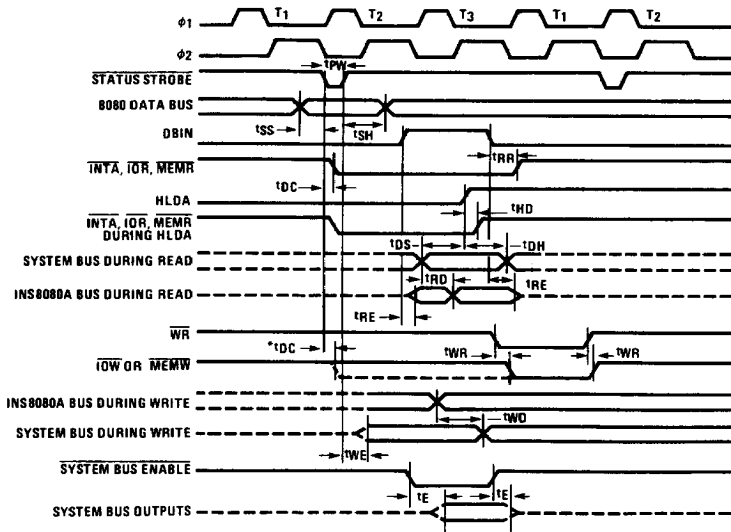 ϕ1 T1 T2 T3 T1 T2
ϕ2
tPW
STATUS STROBE
8080 DATA BUS
tSS tSH
DBIN
tRR
INTA, IOR, MEMR
tDC
HLDA
tHD
INTA, IOR, MEMR
DURING HLDA
tDS tDH
SYSTEM BUS DURING READ
tRD
INS8080A BUS DURING READ
tRE tRE
WR
*tDC tWR tWR
IOW OR MEMW
INS8080A BUS DURING WRITE
tWD
SYSTEM BUS DURING WRITE
tWE
SYSTEM BUS ENABLE
tE tE
SYSTEM BUS OUTPUTS